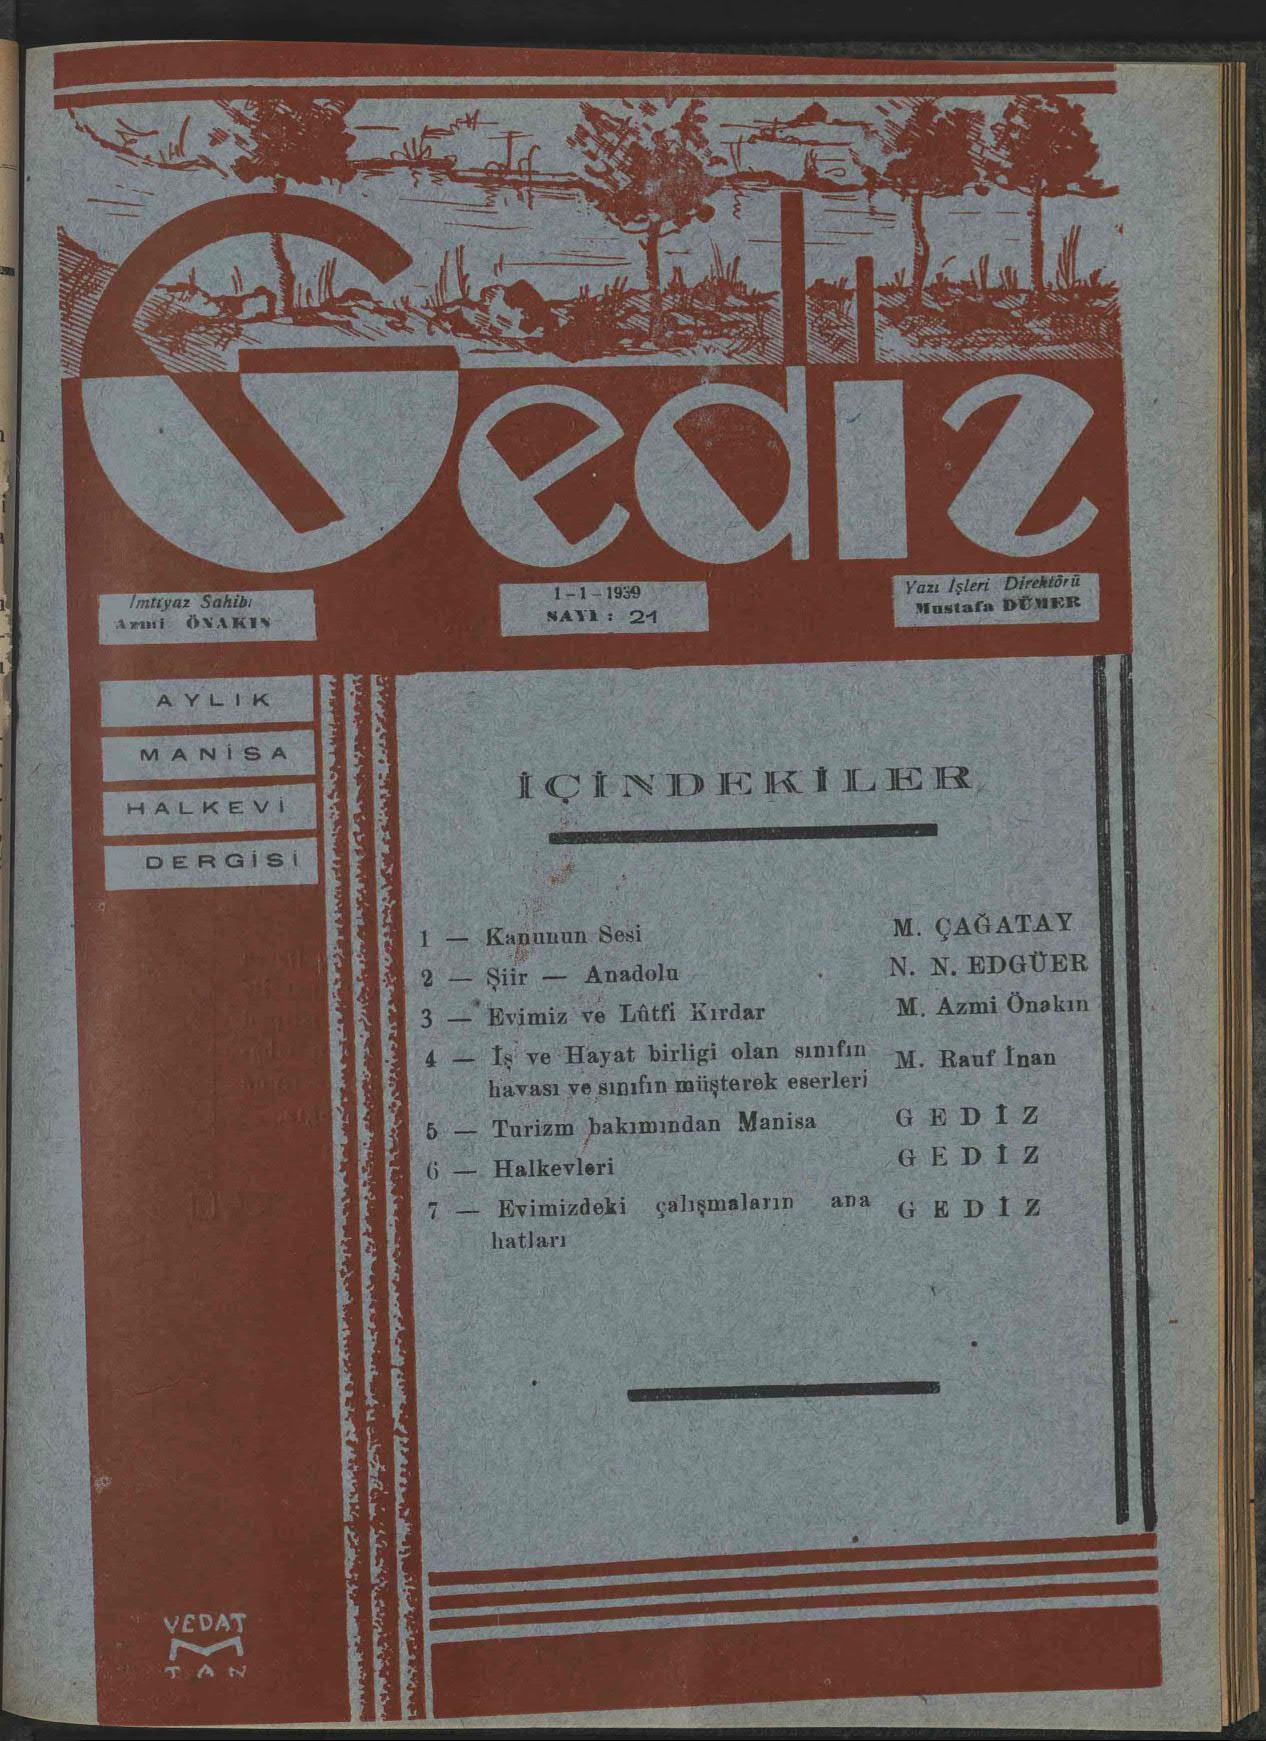 Gediz
İmtiyaz Sahibi
Azmi ÖNAKIN
1-1-1939
SAYI : 21
Yazı İşleri Direktörü
Mustafa DÜMER
AYLIK
MANİSA
HALKEVİ
DERGİSİ
İÇİNDEKİLER
1 — Kanunun Sesi M. ÇAĞATAY
2 — Şiir — Anadolu N. N. EDGÜER
3 — Evimiz ve Lûtfi Kırdar M. Azmi Önakın
4 — İş ve Hayat birligi olan sınıfın M. Rauf İnan
havası ve sınıfın müşterek eserleri
5 — Turizm bakımından Manisa GEDİZ
6 — Halkevleri GEDİZ
7 — Evimizdeki çalışmaların ana GEDİZ
hatları
VEDAT
TAN